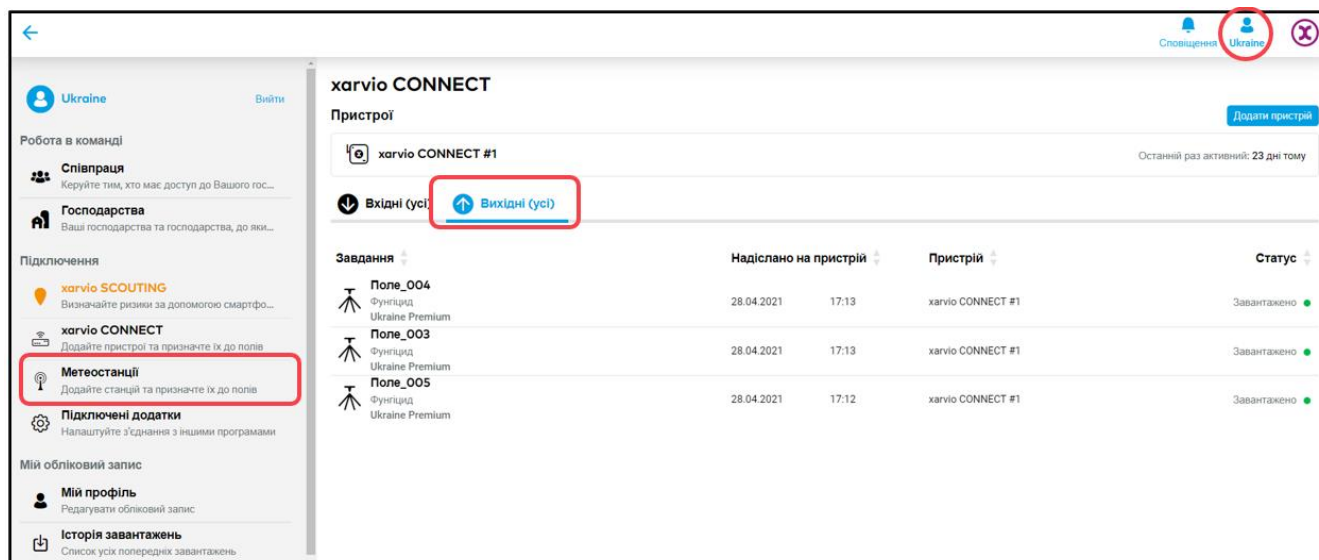 Сповіщення
Ukraine
Ukraine
Вийти
Робота в команді
Співпраця
Керуйте тим, хто має доступ до Вашого гос...
Господарства
Ваші господарства та господарства, до яки...
Підключення
xarvio SCOUTING
Визначайте ризики за допомогою смартфо...
xarvio CONNECT
Додайте пристрої та призначте їх до полів
Метеостанції
Додайте станцій та призначте їх до полів
Підключені додатки
Налаштуйте з'єднання з іншими програмами
Мій обліковий запис
Мій профіль
Редагувати обліковий запис
Історія завантажень
Список усіх попередніх завантажень
xarvio CONNECT
Пристрої
Додати пристрій
xarvio CONNECT #1
Останній раз активний: 23 дні тому
Вхідні (усі)
Вихідні (усі)
Завдання Надіслано на пристрій Пристрій Статус
Поле_004
Фунгіцид 28.04.2021 17:13 xarvio CONNECT #1 Завантажено
Ukraine Premium
Поле_003
Фунгіцид 28.04.2021 17:13 xarvio CONNECT #1 Завантажено
Ukraine Premium
Поле_005
Фунгіцид 28.04.2021 17:12 xarvio CONNECT #1 Завантажено
Ukraine Premium